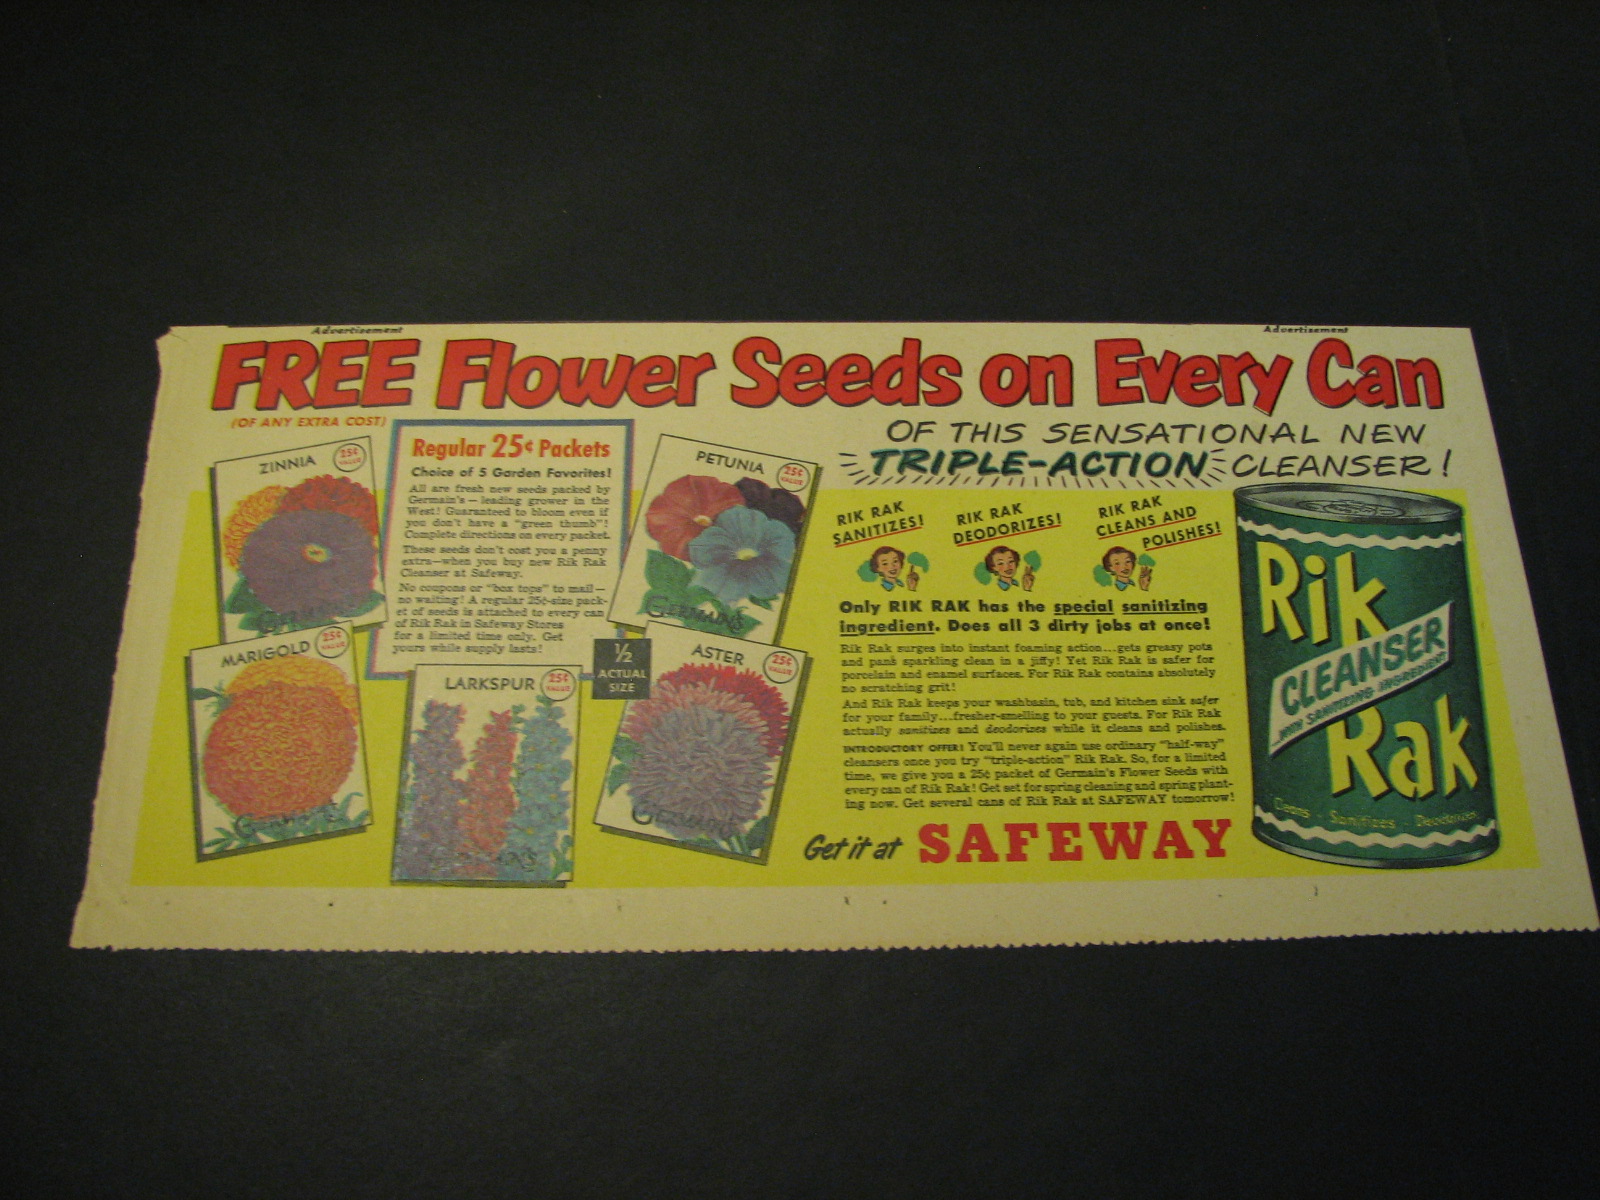 Advertisement
Advertisement
FREE Flower Seeds on Every Can
(OF ANY EXTRA COST)
OF THIS SENSATIONAL NEW
TRIPLE-ACTION CLEANSER!
ZINNIA
25¢ VALUE
GERMAIN'S
Regular 25¢ Packets
Choice of 5 Garden Favorites!
All are fresh new seeds packed by
Germain's — leading grower in the
West! Guaranteed to bloom even if
you don't have a "green thumb"!
Complete directions on every packet.
These seeds don't cost you a penny
extra—when you buy new Rik Rak
Cleanser at Safeway.
No coupons or "box tops" to mail—
no waiting! A regular 25¢-size pack-
et of seeds is attached to every can
of Rik Rak in Safeway Stores
for a limited time only. Get
yours while supply lasts!
PETUNIA
25¢ VALUE
GERMAIN'S
MARIGOLD
25¢ VALUE
GERMAIN'S
LARKSPUR
25¢ VALUE
GERMAIN'S
1/2
ACTUAL
SIZE
ASTER
25¢ VALUE
GERMAIN'S
RIK RAK
SANITIZES!
RIK RAK
DEODORIZES!
RIK RAK
CLEANS AND
POLISHES!
Only RIK RAK has the special sanitizing
ingredient. Does all 3 dirty jobs at once!
Rik Rak surges into instant foaming action...gets greasy pots
and pans sparkling clean in a jiffy! Yet Rik Rak is safer for
porcelain and enamel surfaces. For Rik Rak contains absolutely
no scratching grit!
And Rik Rak keeps your washbasin, tub, and kitchen sink safer
for your family...fresher-smelling to your guests. For Rik Rak
actually sanitizes and deodorizes while it cleans and polishes.
INTRODUCTORY OFFER! You'll never again use ordinary "half-way"
cleansers once you try "triple-action" Rik Rak. So, for a limited
time, we give you a 25¢ packet of Germain's Flower Seeds with
every can of Rik Rak! Get set for spring cleaning and spring plant-
ing now. Get several cans of Rik Rak at SAFEWAY tomorrow!
Get it at SAFEWAY
Rik
CLEANSER
WITH SANITIZING INGREDIENT
Rak
Cleans - Sanitizes - Deodorizes